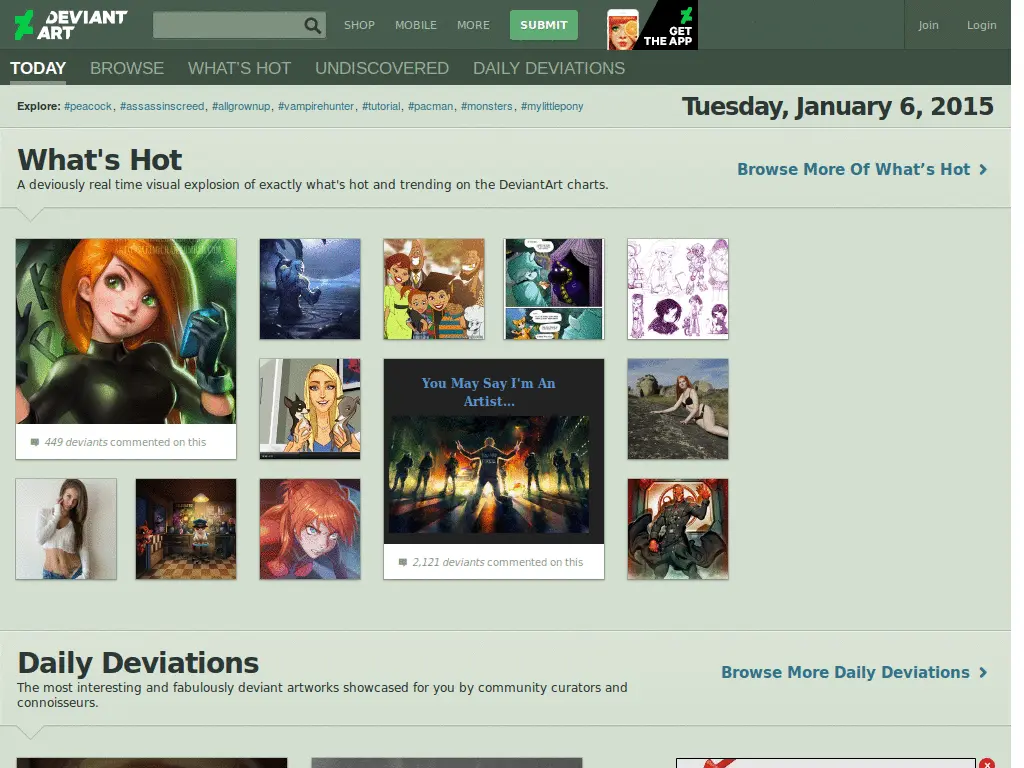 DEVIANT
ART
SHOP
MOBILE
MORE
SUBMIT
GET
THE APP
Join
Login
TODAY
BROWSE
WHAT'S HOT
UNDISCOVERED
DAILY DEVIATIONS
Explore: #peacock, #assassinscreed, #allgrownup, #vampirehunter, #tutorial, #pacman, #monsters, #mylittlepony
Tuesday, January 6, 2015
What's Hot
A deviously real time visual explosion of exactly what's hot and trending on the DeviantArt charts.
Browse More Of What’s Hot
449 deviants commented on this
You May Say I'm An
Artist...
2,121 deviants commented on this
Daily Deviations
The most interesting and fabulously deviant artworks showcased for you by community curators and
connoisseurs.
Browse More Daily Deviations